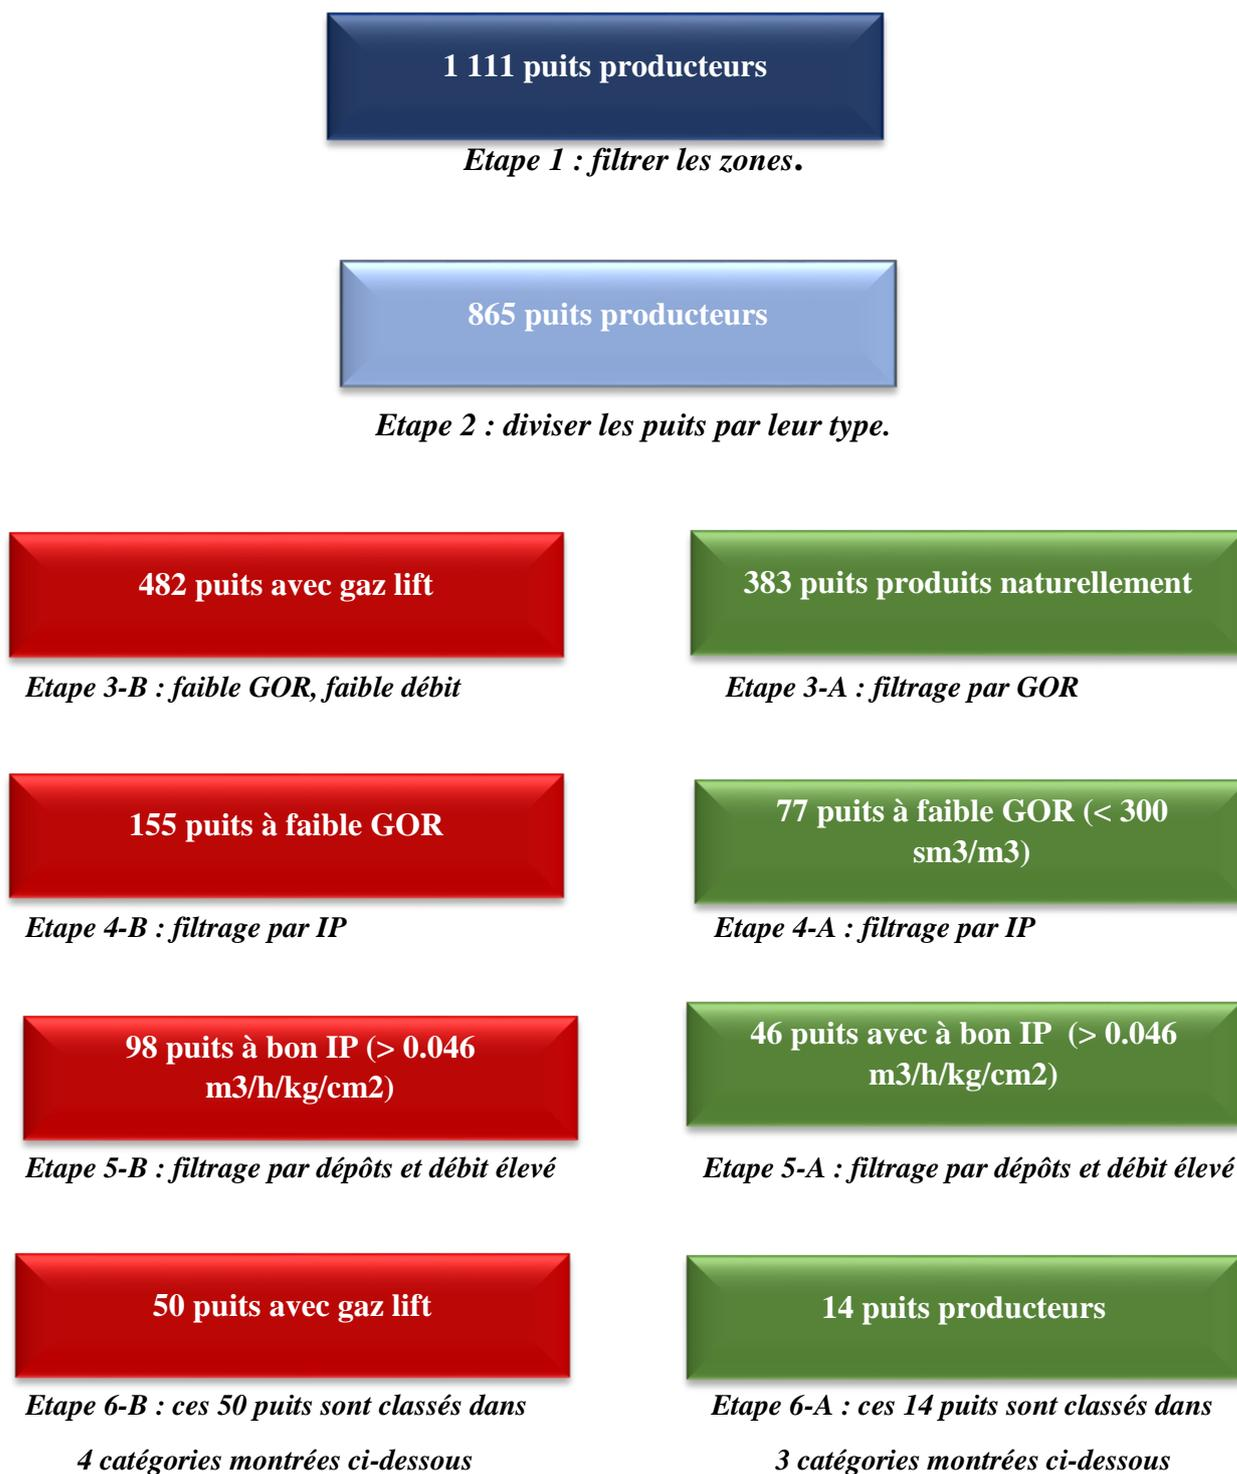 1 111 puits producteurs
Etape 1 : filtrer les zones.
865 puits producteurs
Etape 2 : diviser les puits par leur type.
482 puits avec gaz lift
383 puits produits naturellement
Etape 3-B : faible GOR, faible débit
Etape 3-A : filtrage par GOR
155 puits à faible GOR
77 puits à faible GOR (< 300
sm3/m3)
Etape 4-B : filtrage par IP
Etape 4-A : filtrage par IP
98 puits à bon IP (> 0.046
m3/h/kg/cm2)
46 puits avec à bon IP (> 0.046
m3/h/kg/cm2)
Etape 5-B : filtrage par dépôts et débit élevé
Etape 5-A : filtrage par dépôts et débit élevé
50 puits avec gaz lift
14 puits producteurs
Etape 6-B : ces 50 puits sont classés dans
4 catégories montrées ci-dessous
Etape 6-A : ces 14 puits sont classés dans
3 catégories montrées ci-dessous